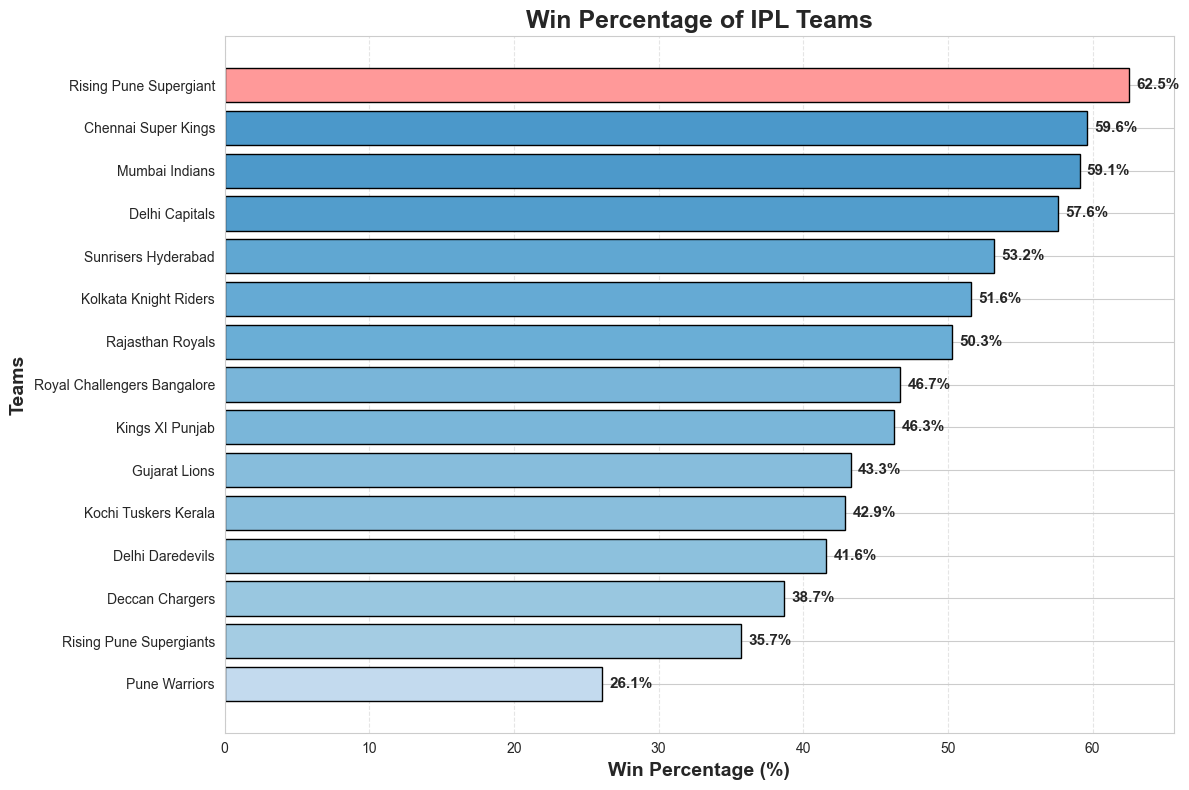 Win Percentage of IPL Teams
Rising Pune Supergiant 62.5%
Chennai Super Kings 59.6%
Mumbai Indians 59.1%
Delhi Capitals 57.6%
Sunrisers Hyderabad 53.2%
Kolkata Knight Riders 51.6%
Rajasthan Royals 50.3%
Royal Challengers Bangalore 46.7%
Kings XI Punjab 46.3%
Gujarat Lions 43.3%
Kochi Tuskers Kerala 42.9%
Delhi Daredevils 41.6%
Deccan Chargers 38.7%
Rising Pune Supergiants 35.7%
Pune Warriors 26.1%
Teams
0 10 20 30 40 50 60
Win Percentage (%)